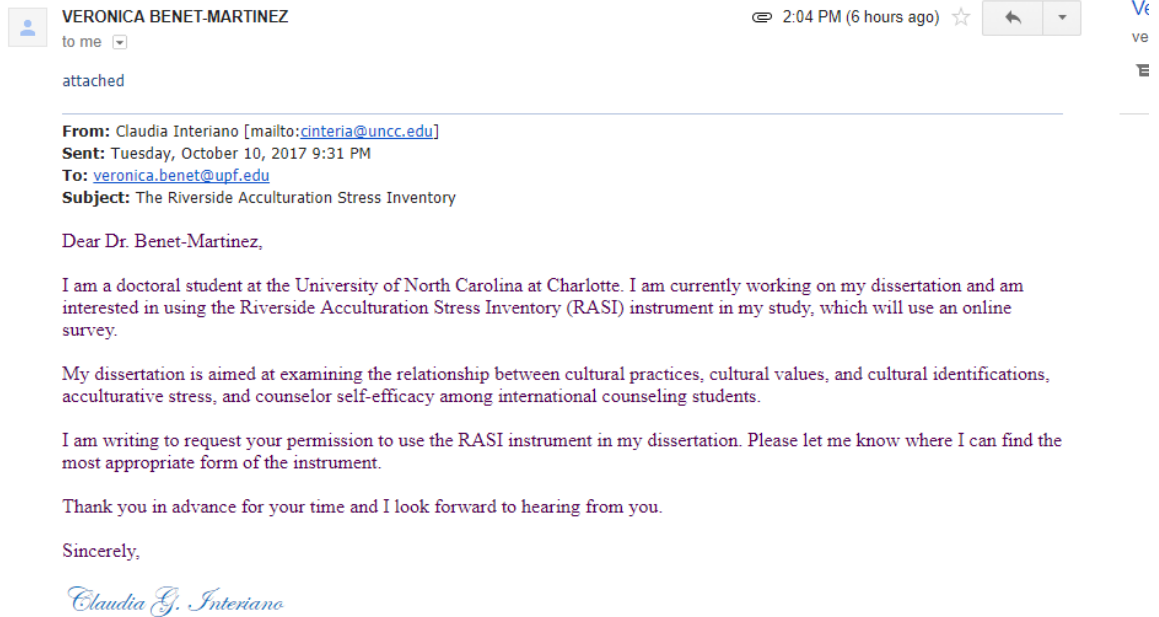 VERONICA BENET-MARTINEZ
2:04 PM (6 hours ago)
to me
attached
From: Claudia Interiano [mailto:cinteria@uncc.edu]
Sent: Tuesday, October 10, 2017 9:31 PM
To: veronica.benet@upf.edu
Subject: The Riverside Acculturation Stress Inventory
Dear Dr. Benet-Martinez,
I am a doctoral student at the University of North Carolina at Charlotte. I am currently working on my dissertation and am
interested in using the Riverside Acculturation Stress Inventory (RASI) instrument in my study, which will use an online
survey.
My dissertation is aimed at examining the relationship between cultural practices, cultural values, and cultural identifications,
acculturative stress, and counselor self-efficacy among international counseling students.
I am writing to request your permission to use the RASI instrument in my dissertation. Please let me know where I can find the
most appropriate form of the instrument.
Thank you in advance for your time and I look forward to hearing from you.
Sincerely,
Claudia G. Interiano